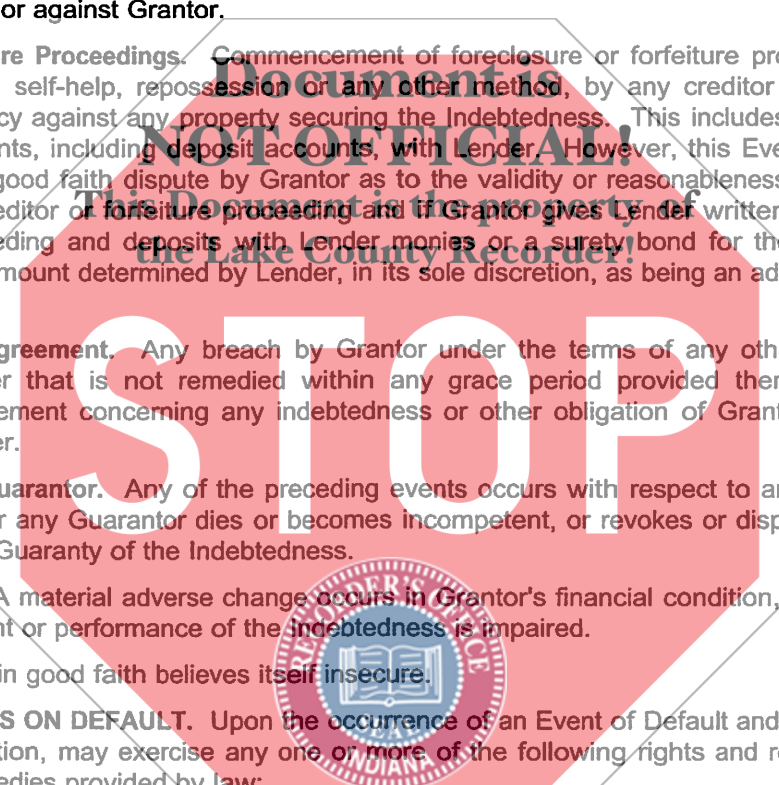 or against Grantor.
re Proceedings. Commencement of foreclosure or forfeiture pro
self-help, repossession or any other method, by any creditor
cy against any property securing the Indebtedness. This includes
nts, including deposit accounts, with Lender. However, this Eve
good faith dispute by Grantor as to the validity or reasonableness
editor or forfeiture proceeding and if Grantor gives Lender written
eding and deposits with Lender monies or a surety bond for the
mount determined by Lender, in its sole discretion, as being an ad
Document is
NOT OFFICIAL!
This Document is the property of
the Lake County Recorder!
greement. Any breach by Grantor under the terms of any oth
er that is not remedied within any grace period provided ther
ement concerning any indebtedness or other obligation of Grant
er.
STOP
uarantor. Any of the preceding events occurs with respect to an
r any Guarantor dies or becomes incompetent, or revokes or disp
Guaranty of the Indebtedness.
A material adverse change occurs in Grantor's financial condition,
nt or performance of the Indebtedness is impaired.
in good faith believes itself insecure.
RECORDER'S OFFICE
SEAL
INDIANA
S ON DEFAULT. Upon the occurrence of an Event of Default and
tion, may exercise any one or more of the following rights and r
edies provided by law: